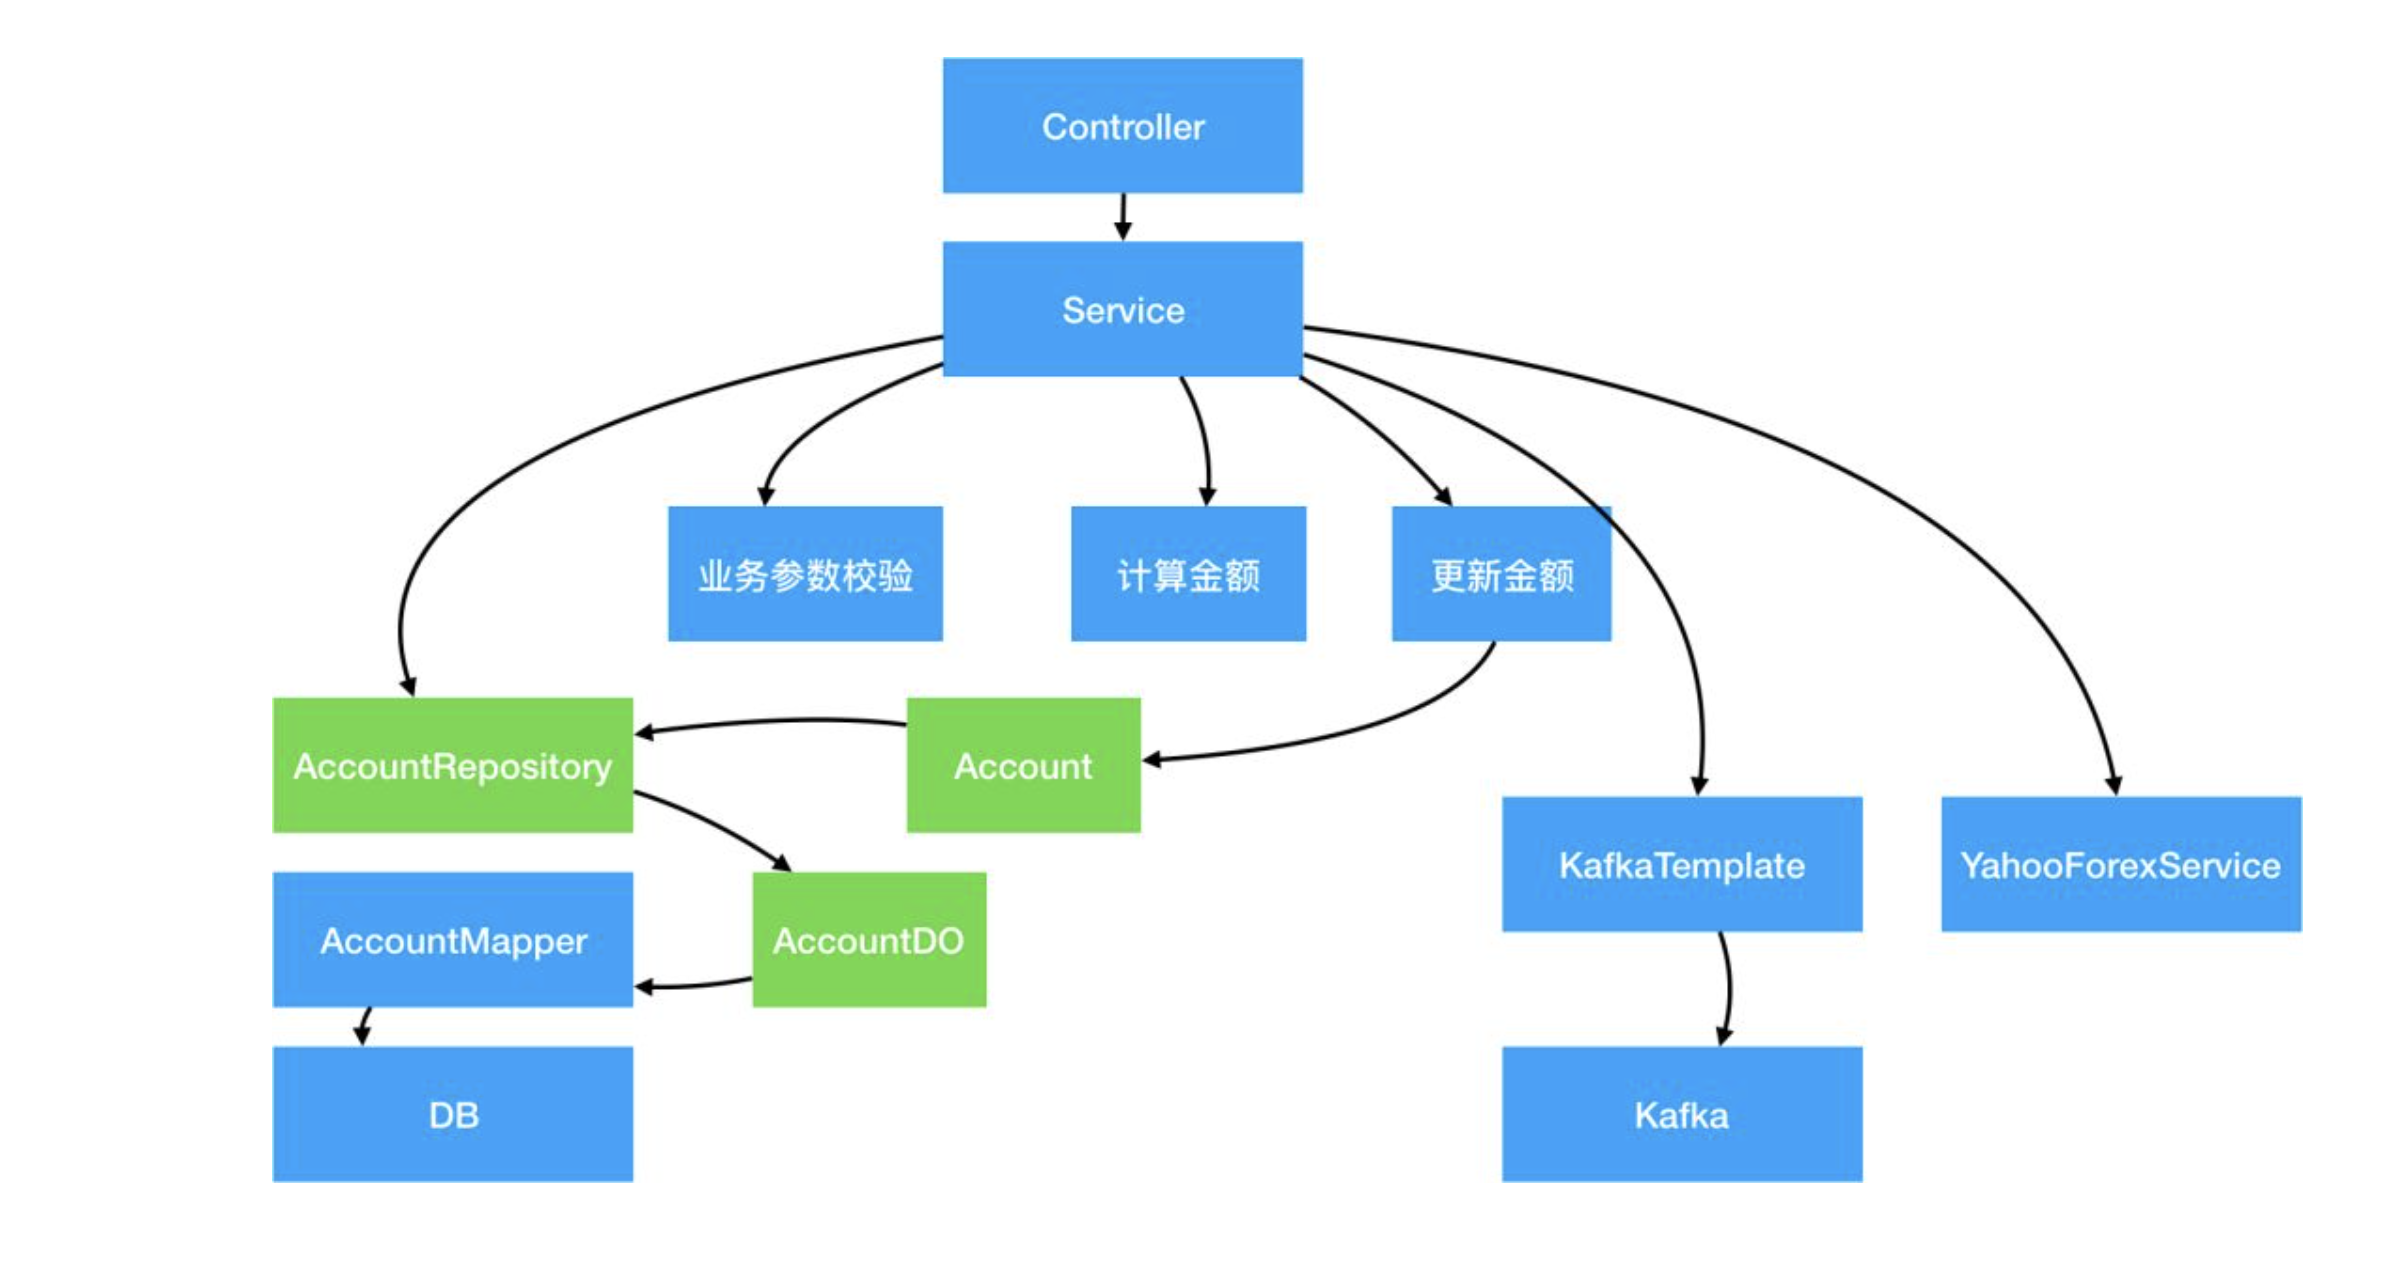 Controller
Service
业务参数校验
计算金额
更新金额
AccountRepository
Account
KafkaTemplate
YahooForexService
AccountMapper
AccountDO
DB
Kafka